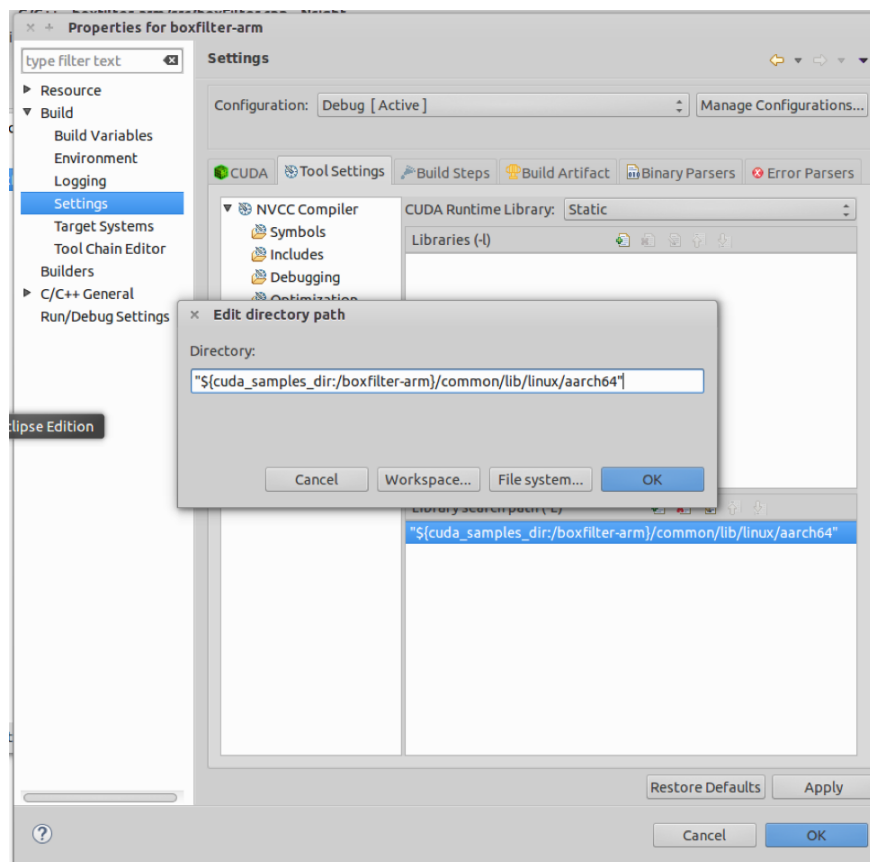 Properties for boxfilter-arm
type filter text
Settings
Resource
Build
Build Variables
Environment
Logging
Settings
Target Systems
Tool Chain Editor
Builders
C/C++ General
Run/Debug Settings
Configuration: Debug [ Active ] Manage Configurations...
CUDA Tool Settings Build Steps Build Artifact Binary Parsers Error Parsers
NVCC Compiler
Symbols
Includes
Debugging
Optimization
CUDA Runtime Library: Static
Libraries (-l)
Edit directory path
Directory:
"${cuda_samples_dir:/boxfilter-arm}/common/lib/linux/aarch64"
Cancel Workspace... File system... OK
clipse Edition
Library search path (-L)
"${cuda_samples_dir:/boxfilter-arm}/common/lib/linux/aarch64"
Restore Defaults Apply
Cancel OK